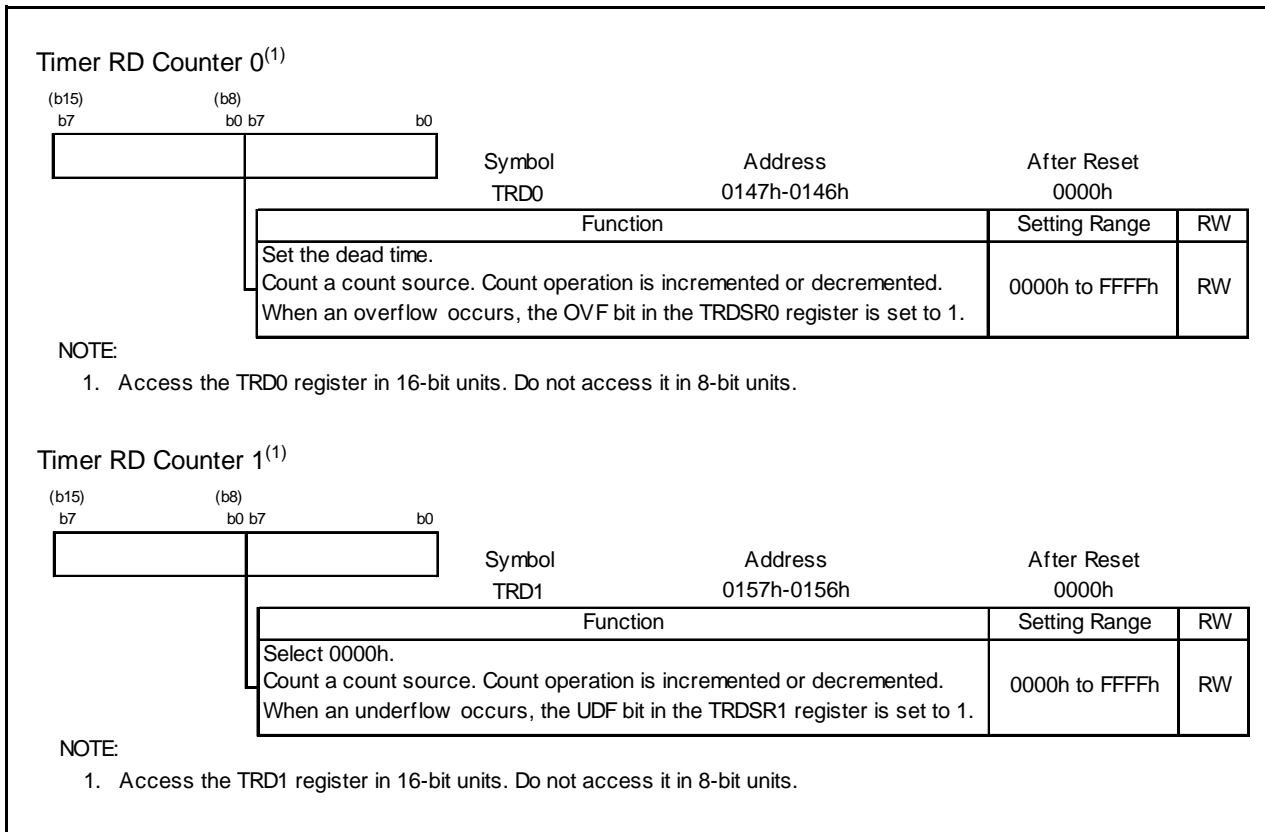 Timer RD Counter 0(1)
(b15) (b8)
b7 b0 b7 b0
Symbol Address After Reset
TRD0 0147h-0146h 0000h
Function Setting Range RW
Set the dead time.
Count a count source. Count operation is incremented or decremented. 0000h to FFFFh RW
When an overflow occurs, the OVF bit in the TRDSR0 register is set to 1.
NOTE:
1. Access the TRD0 register in 16-bit units. Do not access it in 8-bit units.
Timer RD Counter 1(1)
(b15) (b8)
b7 b0 b7 b0
Symbol Address After Reset
TRD1 0157h-0156h 0000h
Function Setting Range RW
Select 0000h.
Count a count source. Count operation is incremented or decremented. 0000h to FFFFh RW
When an underflow occurs, the UDF bit in the TRDSR1 register is set to 1.
NOTE:
1. Access the TRD1 register in 16-bit units. Do not access it in 8-bit units.